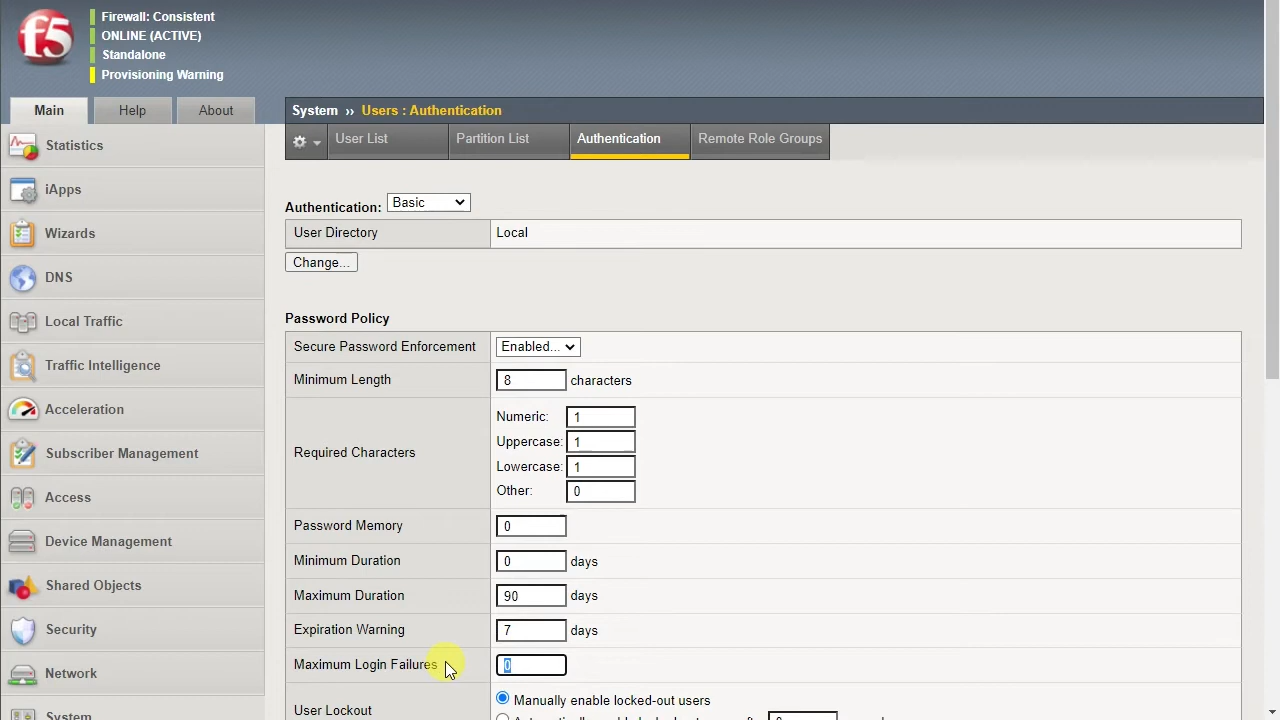 f5
Firewall: Consistent
ONLINE (ACTIVE)
Standalone
Provisioning Warning
Main Help About
System ›› Users : Authentication
User List Partition List Authentication Remote Role Groups
Statistics
iApps
Wizards
DNS
Local Traffic
Traffic Intelligence
Acceleration
Subscriber Management
Access
Device Management
Shared Objects
Security
Network
System
Authentication: Basic
User Directory Local
Change...
Password Policy
Secure Password Enforcement Enabled...
Minimum Length 8 characters
Required Characters
Numeric: 1
Uppercase: 1
Lowercase: 1
Other: 0
Password Memory 0
Minimum Duration 0 days
Maximum Duration 90 days
Expiration Warning 7 days
Maximum Login Failures 0
User Lockout
Manually enable locked-out users